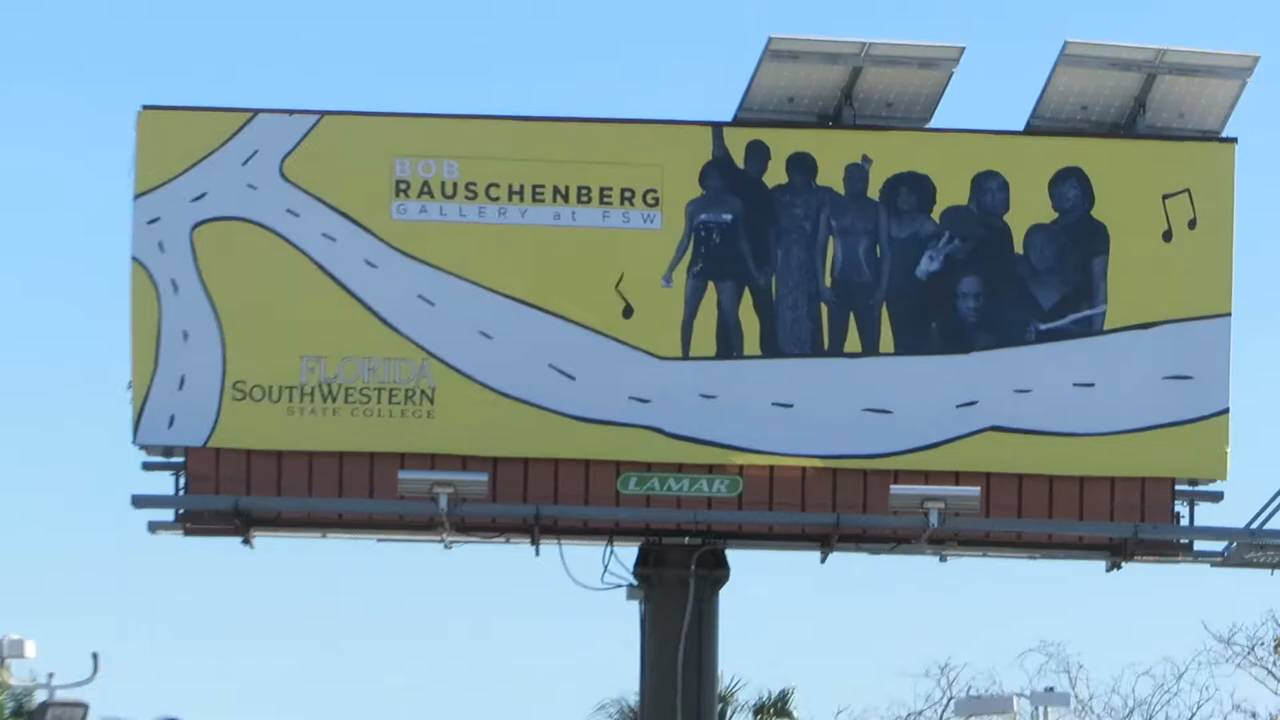 BOB
RAUSCHENBERG
GALLERY at FSW
FLORIDA
SOUTHWESTERN
STATE COLLEGE
LAMAR